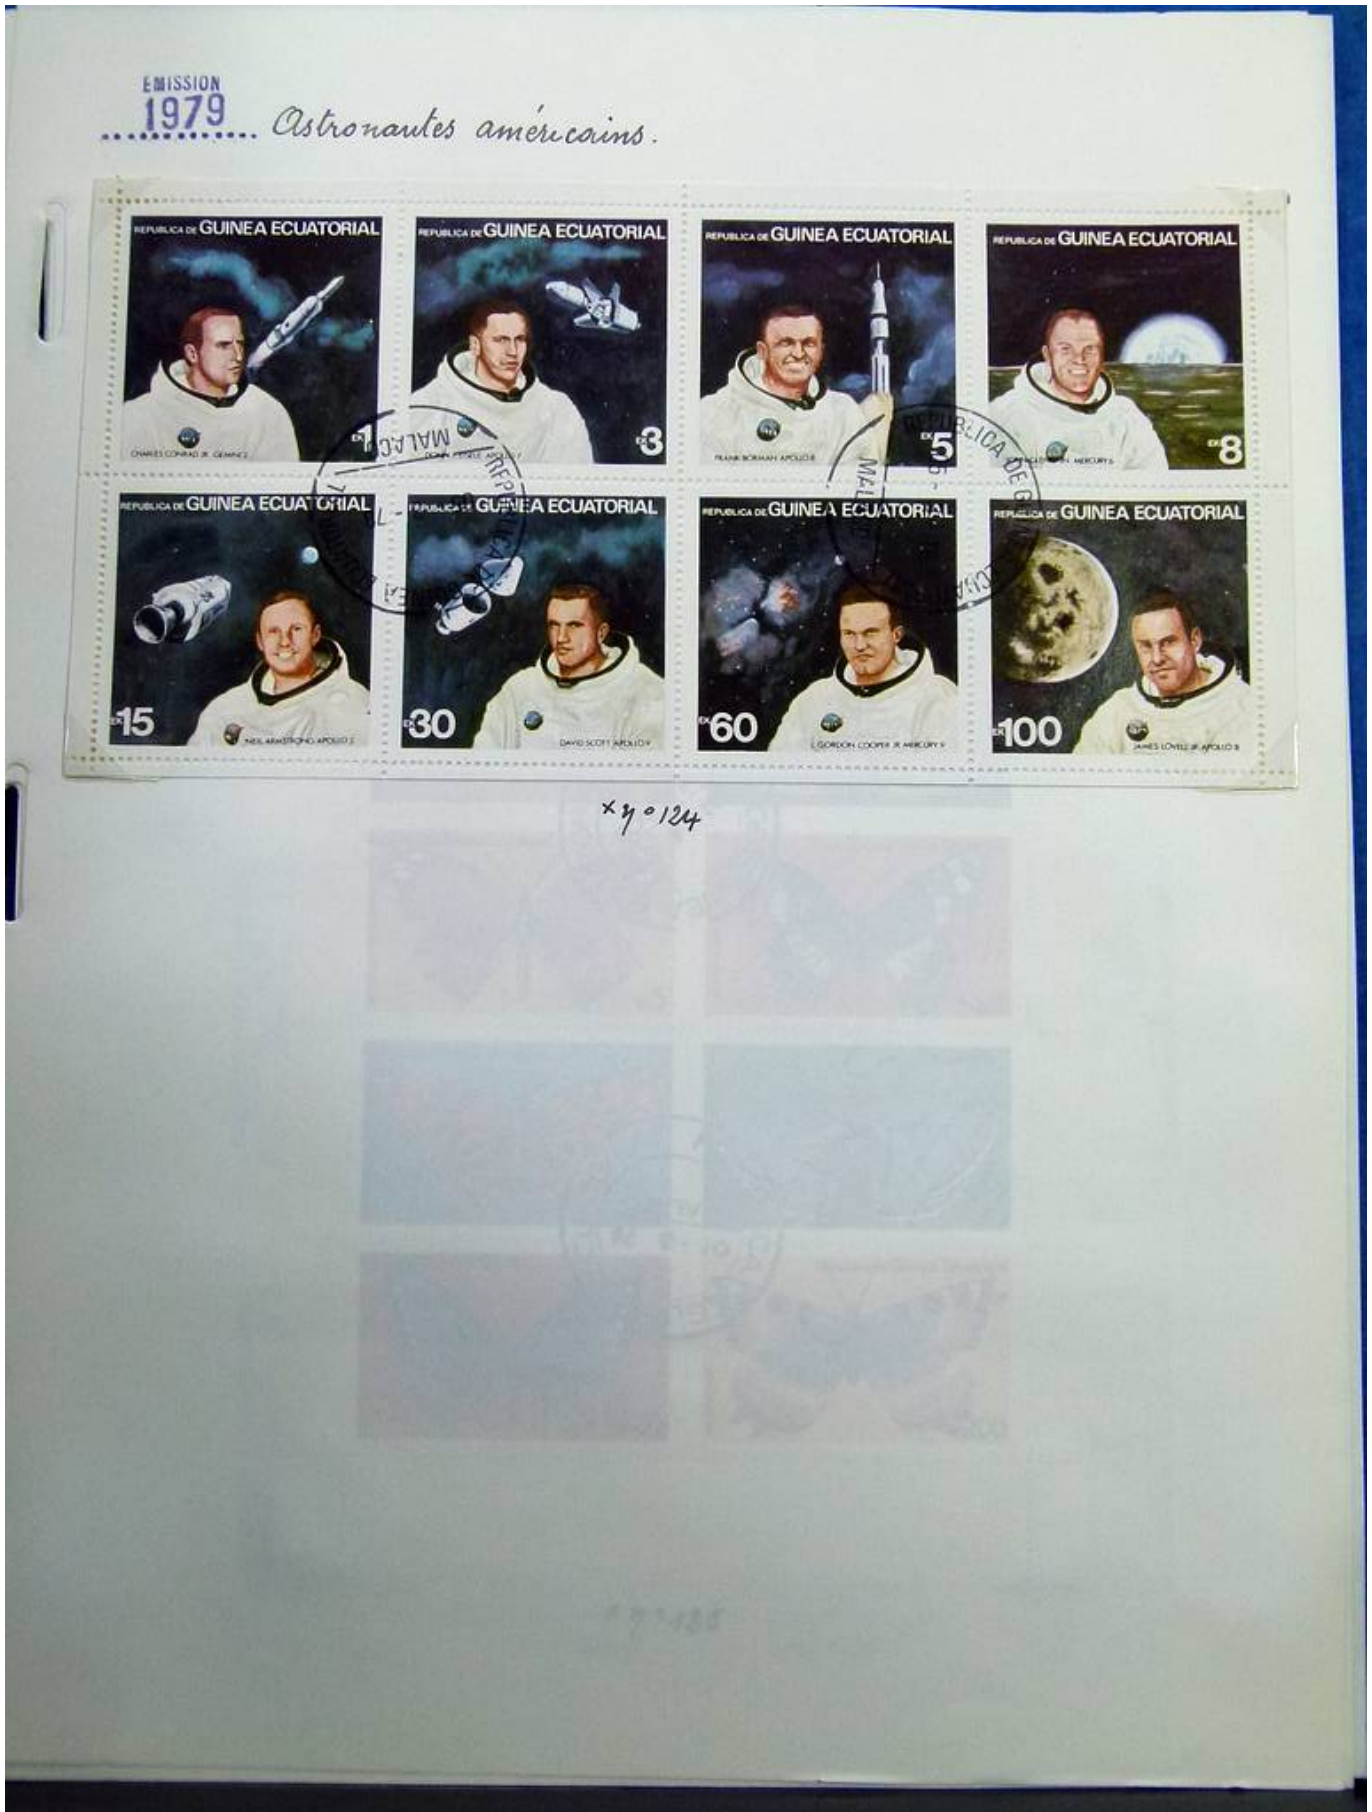 EMISSION
1979 Astronautes américains.
REPUBLICA DE GUINEA ECUATORIAL
CHARLES CONRAD JR. GEMINI
EK 1
REPUBLICA DE GUINEA ECUATORIAL
APOLLO 7
EK 3
REPUBLICA DE GUINEA ECUATORIAL
FRANK BORMAN APOLLO 8
EK 5
REPUBLICA DE GUINEA ECUATORIAL
MERCURY 6
EK 8
MALAC
REPUBLICA DE G
REPUBLICA DE GUINEA ECUATORIAL
EK 15
NEIL ARMSTRONG APOLLO
REPUBLICA DE GUINEA ECUATORIAL
EK 30
DAVID SCOTT APOLLO
REPUBLICA DE GUINEA ECUATORIAL
EK 60
L. GORDON COOPER JR. MERCURY 9
REPUBLICA DE GUINEA ECUATORIAL
EK 100
JAMES LOVELL JR. APOLLO 8
124